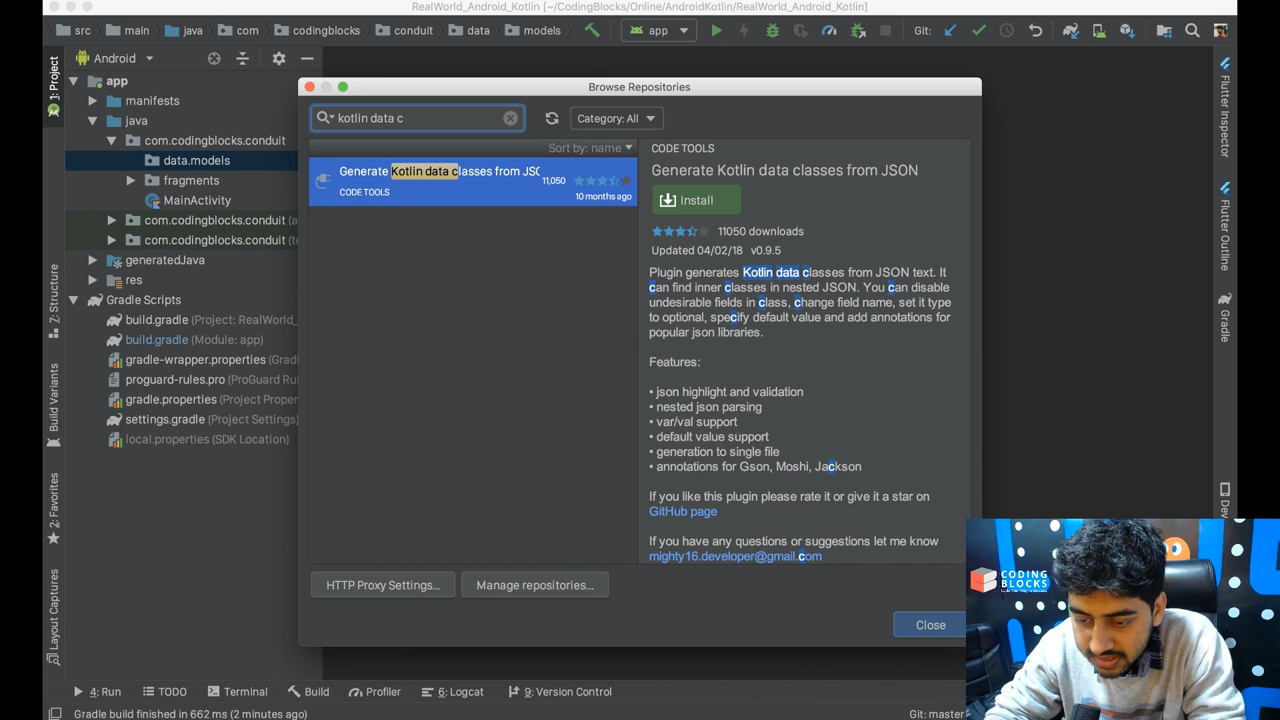 RealWorld_Android_Kotlin [~/CodingBlocks/Online/AndroidKotlin/RealWorld_Android_Kotlin]
src main java com codingblocks conduit data models app Git:
Android
Browse Repositories
1: Project
Z: Structure
Build Variants
2: Favorites
Layout Captures
app
manifests
java
com.codingblocks.conduit
data.models
fragments
MainActivity
com.codingblocks.conduit (a
com.codingblocks.conduit (t
generatedJava
res
Gradle Scripts
build.gradle (Project: RealWorld_
build.gradle (Module: app)
gradle-wrapper.properties (Grad
proguard-rules.pro (ProGuard Ru
gradle.properties (Project Proper
settings.gradle (Project Settings)
local.properties (SDK Location)
kotlin data c
Category: All
Sort by: name
Generate Kotlin data classes from JSO
11,050
CODE TOOLS
10 months ago
CODE TOOLS
Generate Kotlin data classes from JSON
Install
11050 downloads
Updated 04/02/18 v0.9.5
Plugin generates Kotlin data classes from JSON text. It
can find inner classes in nested JSON. You can disable
undesirable fields in class, change field name, set it type
to optional, specify default value and add annotations for
popular json libraries.
Features:
• json highlight and validation
• nested json parsing
• var/val support
• default value support
• generation to single file
• annotations for Gson, Moshi, Jackson
If you like this plugin please rate it or give it a star on
GitHub page
If you have any questions or suggestions let me know
mighty16.developer@gmail.com
HTTP Proxy Settings...
Manage repositories...
Close
Flutter Inspector
Flutter Outline
Gradle
Dev
CODING
BLOCKS
4: Run TODO Terminal Build Profiler 6: Logcat 9: Version Control
Gradle build finished in 662 ms (2 minutes ago)
Git: master